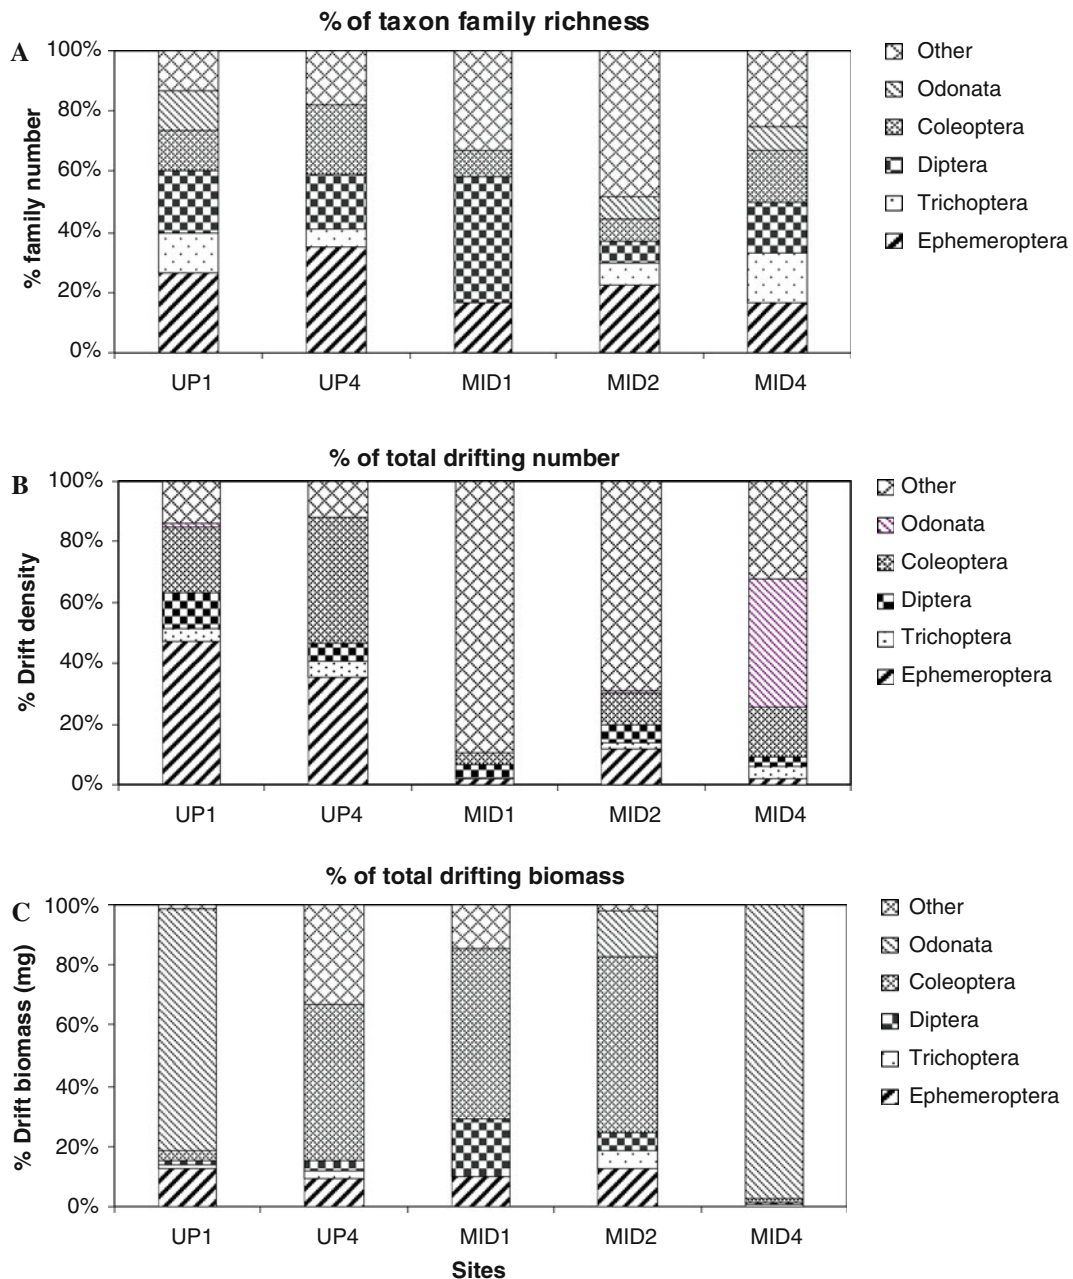 % of taxon family richness
A
100%
80%
60%
40%
20%
0%
% family number
UP1 UP4 MID1 MID2 MID4
Other
Odonata
Coleoptera
Diptera
Trichoptera
Ephemeroptera
% of total drifting number
B
100%
80%
60%
40%
20%
0%
% Drift density
UP1 UP4 MID1 MID2 MID4
Other
Odonata
Coleoptera
Diptera
Trichoptera
Ephemeroptera
% of total drifting biomass
C
100%
80%
60%
40%
20%
0%
% Drift biomass (mg)
UP1 UP4 MID1 MID2 MID4
Sites
Other
Odonata
Coleoptera
Diptera
Trichoptera
Ephemeroptera